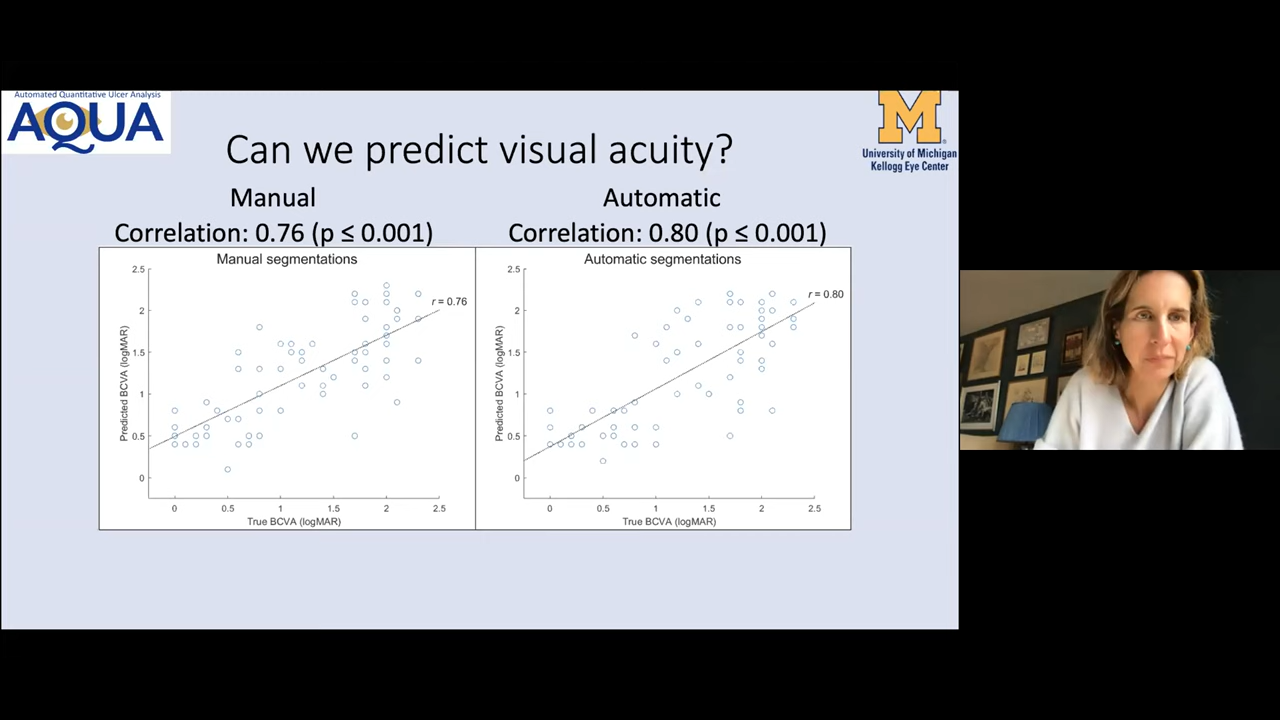 Automated Quantitative Ulcer Analysis
AQUA
University of Michigan
Kellogg Eye Center
Can we predict visual acuity?
Manual
Correlation: 0.76 (p ≤ 0.001)
Automatic
Correlation: 0.80 (p ≤ 0.001)
Manual segmentations
r = 0.76
Predicted BCVA (logMAR)
2.5
2
1.5
1
0.5
0
0 0.5 1 1.5 2 2.5
True BCVA (logMAR)
Automatic segmentations
r = 0.80
Predicted BCVA (logMAR)
2.5
2
1.5
1
0.5
0
0 0.5 1 1.5 2 2.5
True BCVA (logMAR)